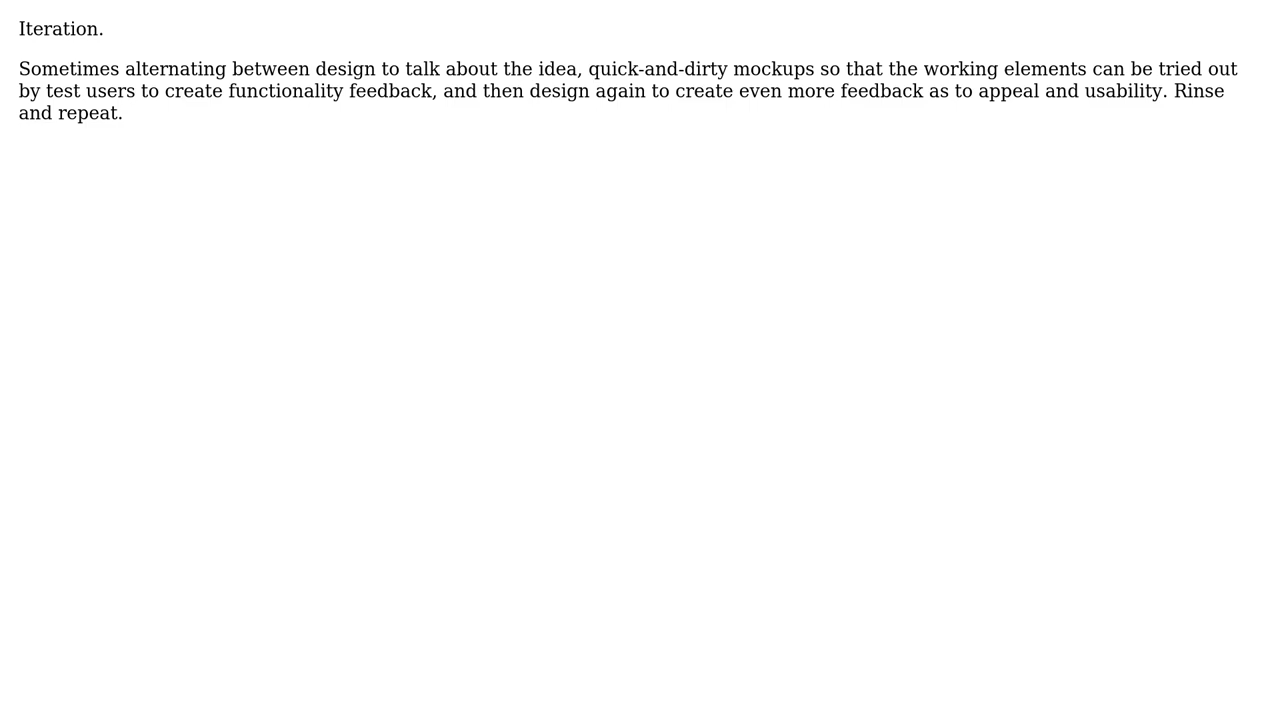 Iteration.
Sometimes alternating between design to talk about the idea, quick-and-dirty mockups so that the working elements can be tried out
by test users to create functionality feedback, and then design again to create even more feedback as to appeal and usability. Rinse
and repeat.